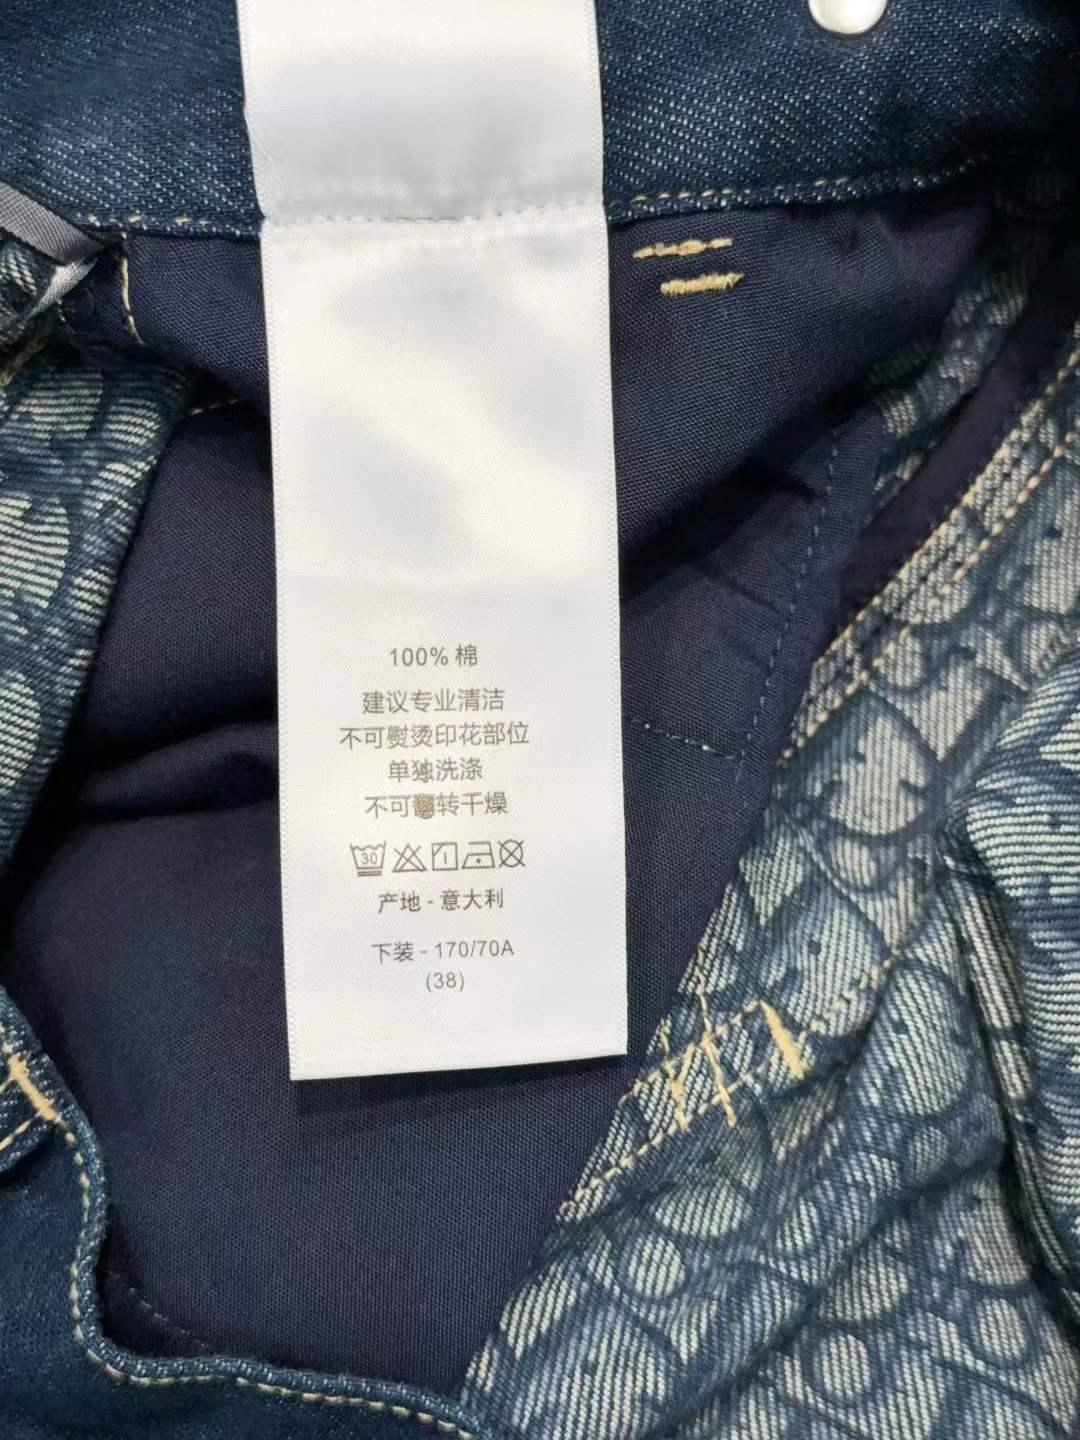 100% 棉
建议专业清洁
不可熨烫印花部位
单独洗涤
不可翻转干燥
30
产地 - 意大利
下装 - 170/70A
(38)